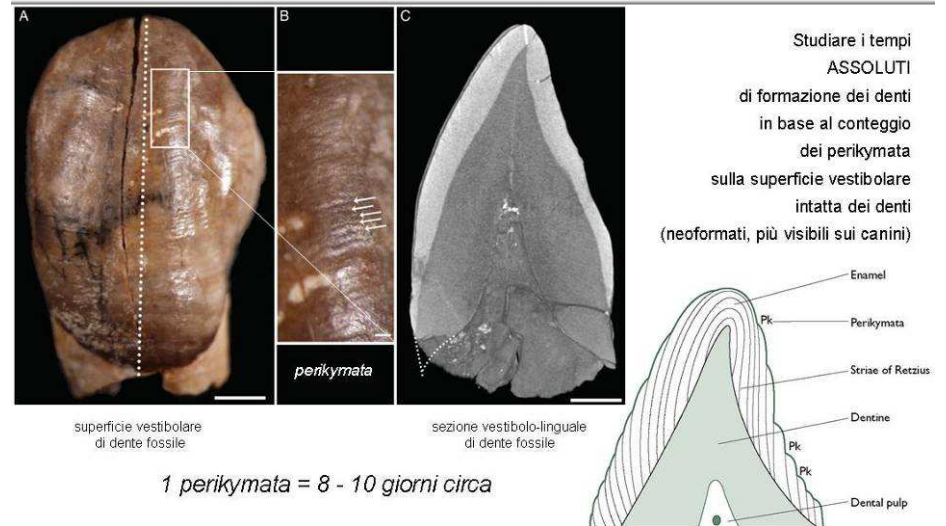 A
B
C
perikymata
superficie vestibolare
di dente fossile
sezione vestibolo-linguale
di dente fossile
1 perikymata = 8 - 10 giorni circa
Studiare i tempi
ASSOLUTI
di formazione dei denti
in base al conteggio
dei perikymata
sulla superficie vestibolare
intatta dei denti
(neoformati, più visibili sui canini)
Enamel
Pk
Perikymata
Striae of Retzius
Dentine
Pk
Pk
Dental pulp